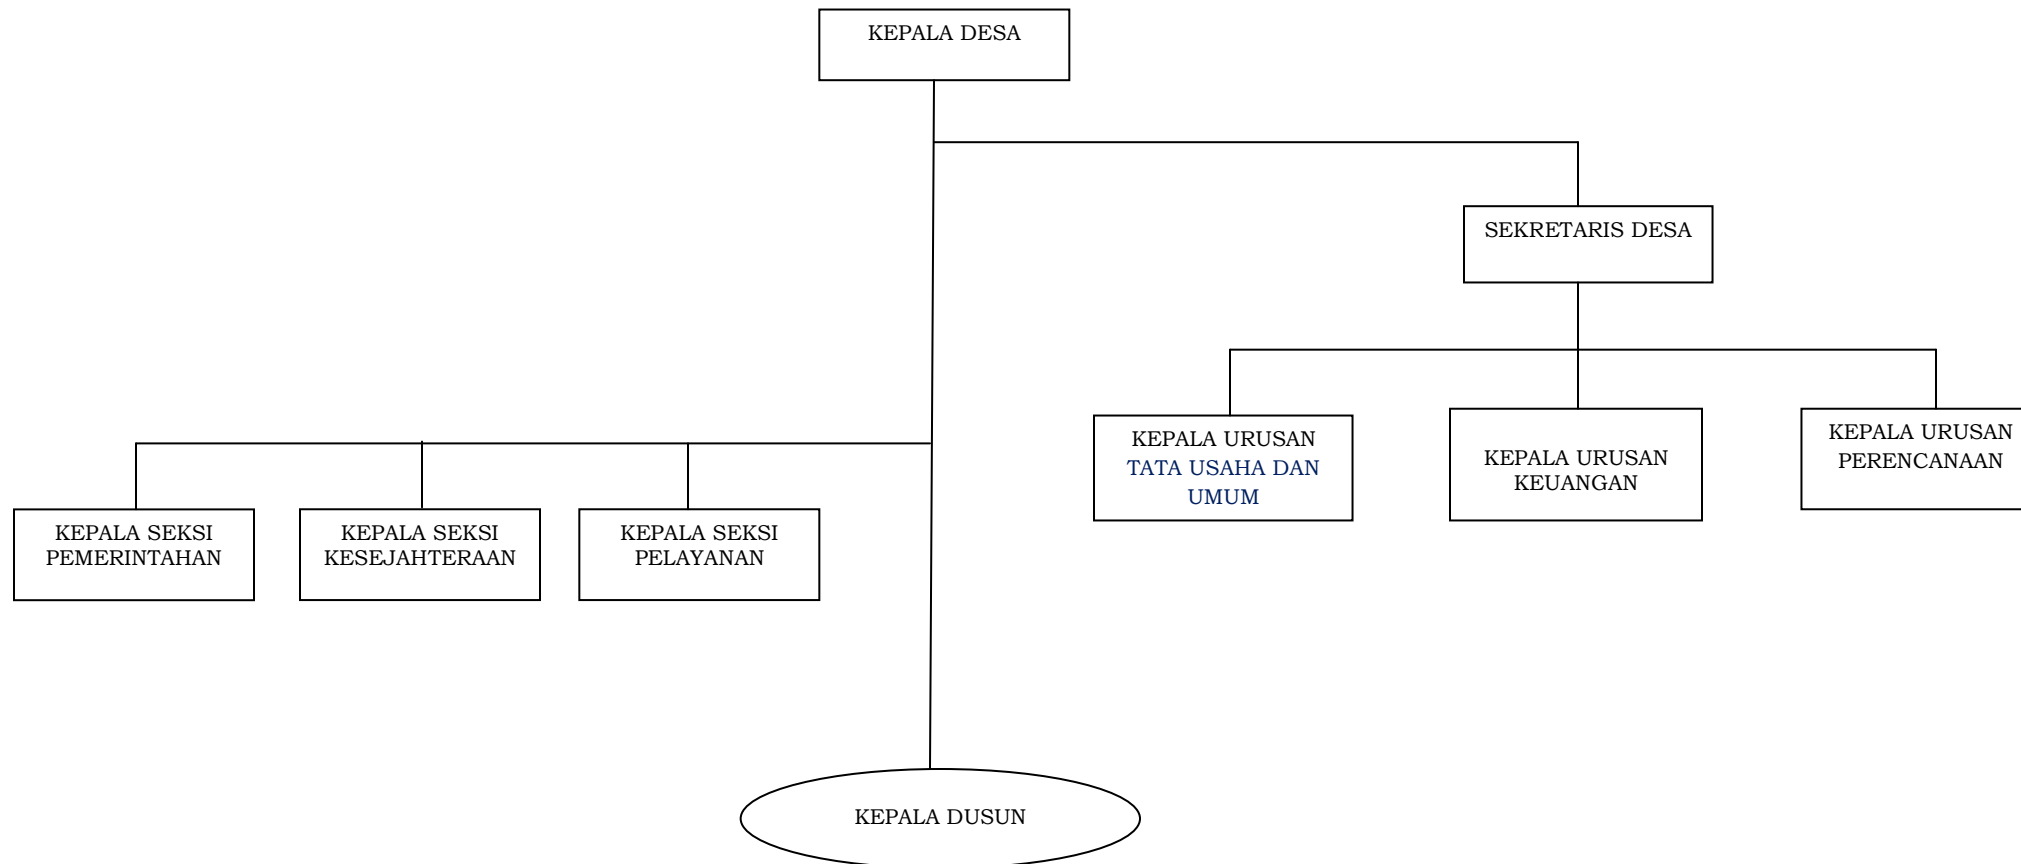 KEPALA DESA
SEKRETARIS DESA
KEPALA URUSAN
TATA USAHA DAN
UMUM
KEPALA URUSAN
KEUANGAN
KEPALA URUSAN
PERENCANAAN
KEPALA SEKSI
PEMERINTAHAN
KEPALA SEKSI
KESEJAHTERAAN
KEPALA SEKSI
PELAYANAN
KEPALA DUSUN